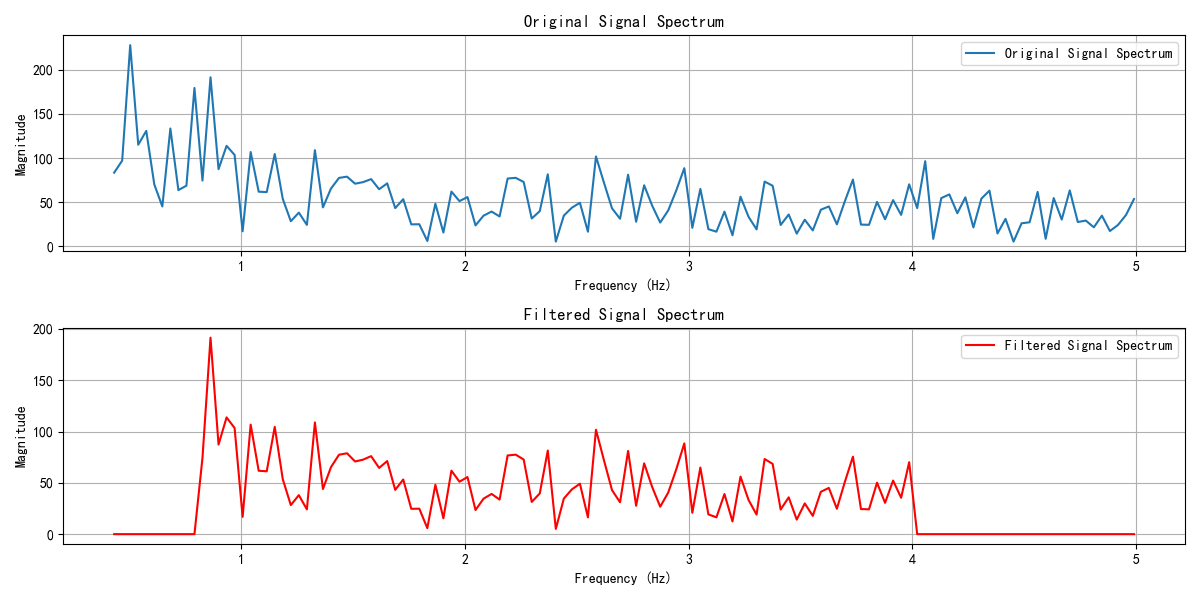 Original Signal Spectrum
Original Signal Spectrum
Magnitude
200
150
100
50
0
1 2 3 4 5
Frequency (Hz)
Filtered Signal Spectrum
Filtered Signal Spectrum
Magnitude
200
150
100
50
0
1 2 3 4 5
Frequency (Hz)